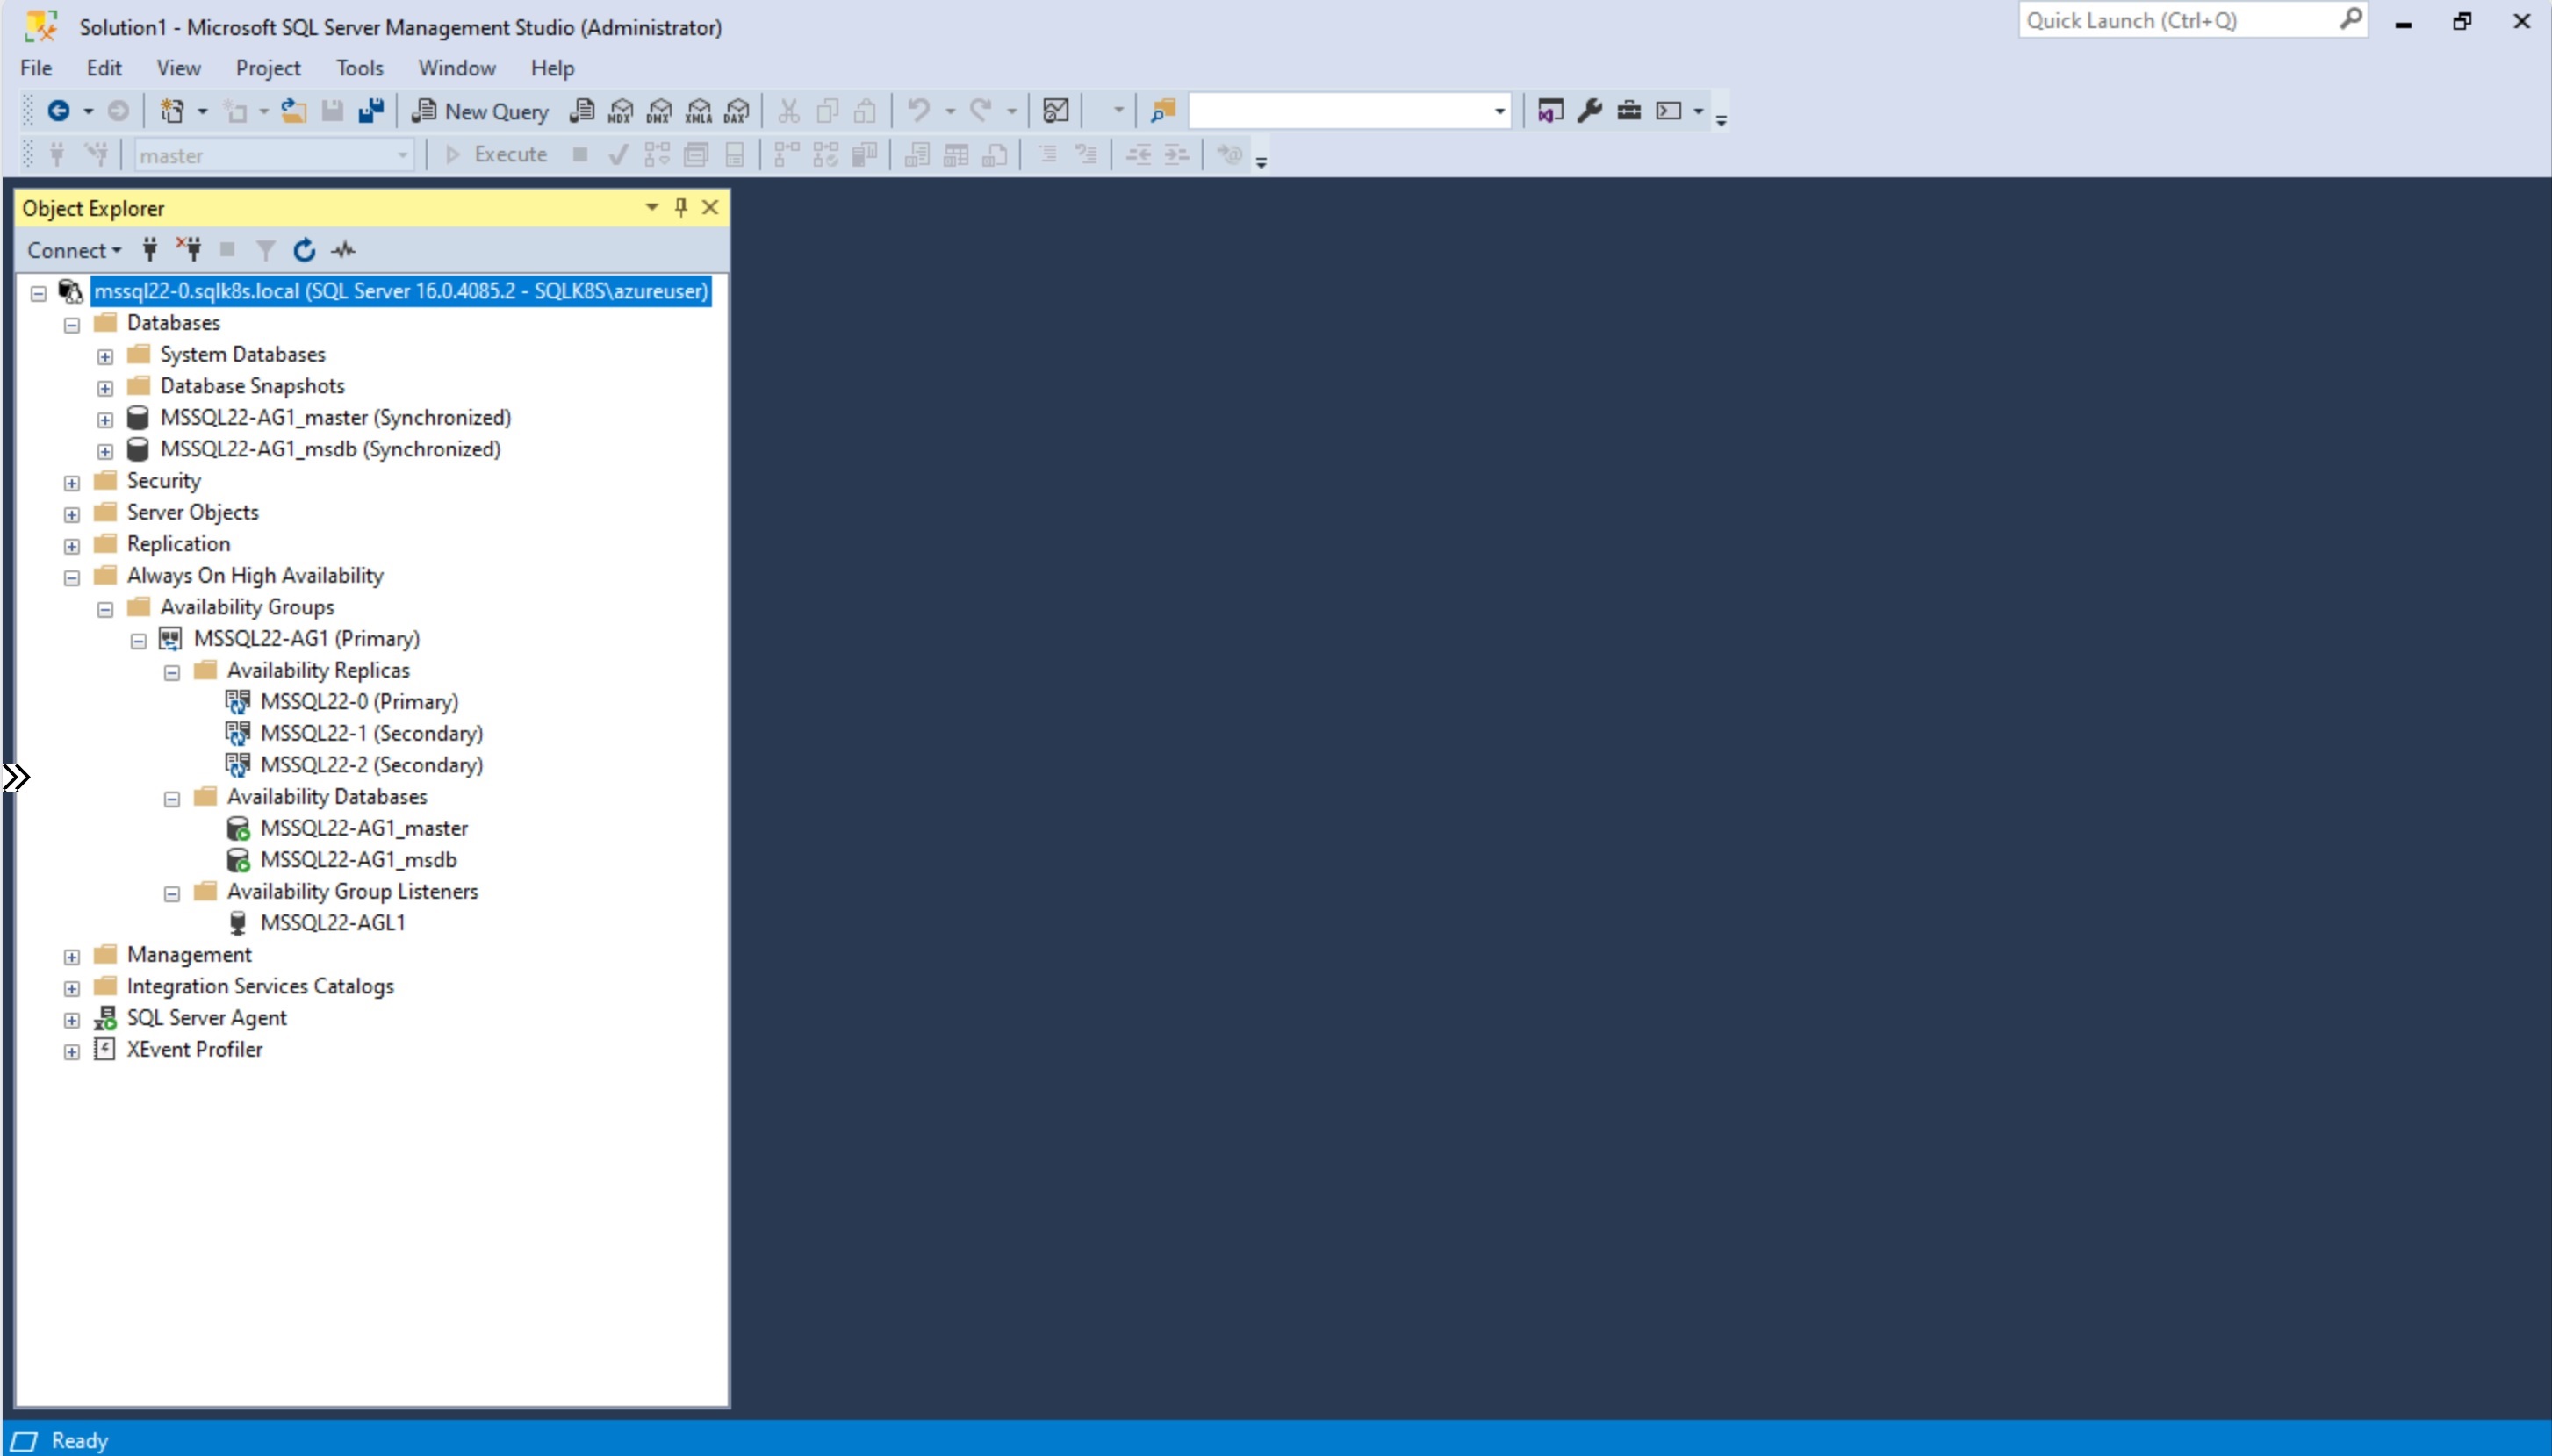 Solution1 - Microsoft SQL Server Management Studio (Administrator)
Quick Launch (Ctrl+Q)
File Edit View Project Tools Window Help
New Query MDX DMX XMLA DAX
master Execute
Object Explorer
Connect
mssql22-0.sqlk8s.local (SQL Server 16.0.4085.2 - SQLK8S\azureuser)
Databases
System Databases
Database Snapshots
MSSQL22-AG1_master (Synchronized)
MSSQL22-AG1_msdb (Synchronized)
Security
Server Objects
Replication
Always On High Availability
Availability Groups
MSSQL22-AG1 (Primary)
Availability Replicas
MSSQL22-0 (Primary)
MSSQL22-1 (Secondary)
MSSQL22-2 (Secondary)
Availability Databases
MSSQL22-AG1_master
MSSQL22-AG1_msdb
Availability Group Listeners
MSSQL22-AGL1
Management
Integration Services Catalogs
SQL Server Agent
XEvent Profiler
Ready